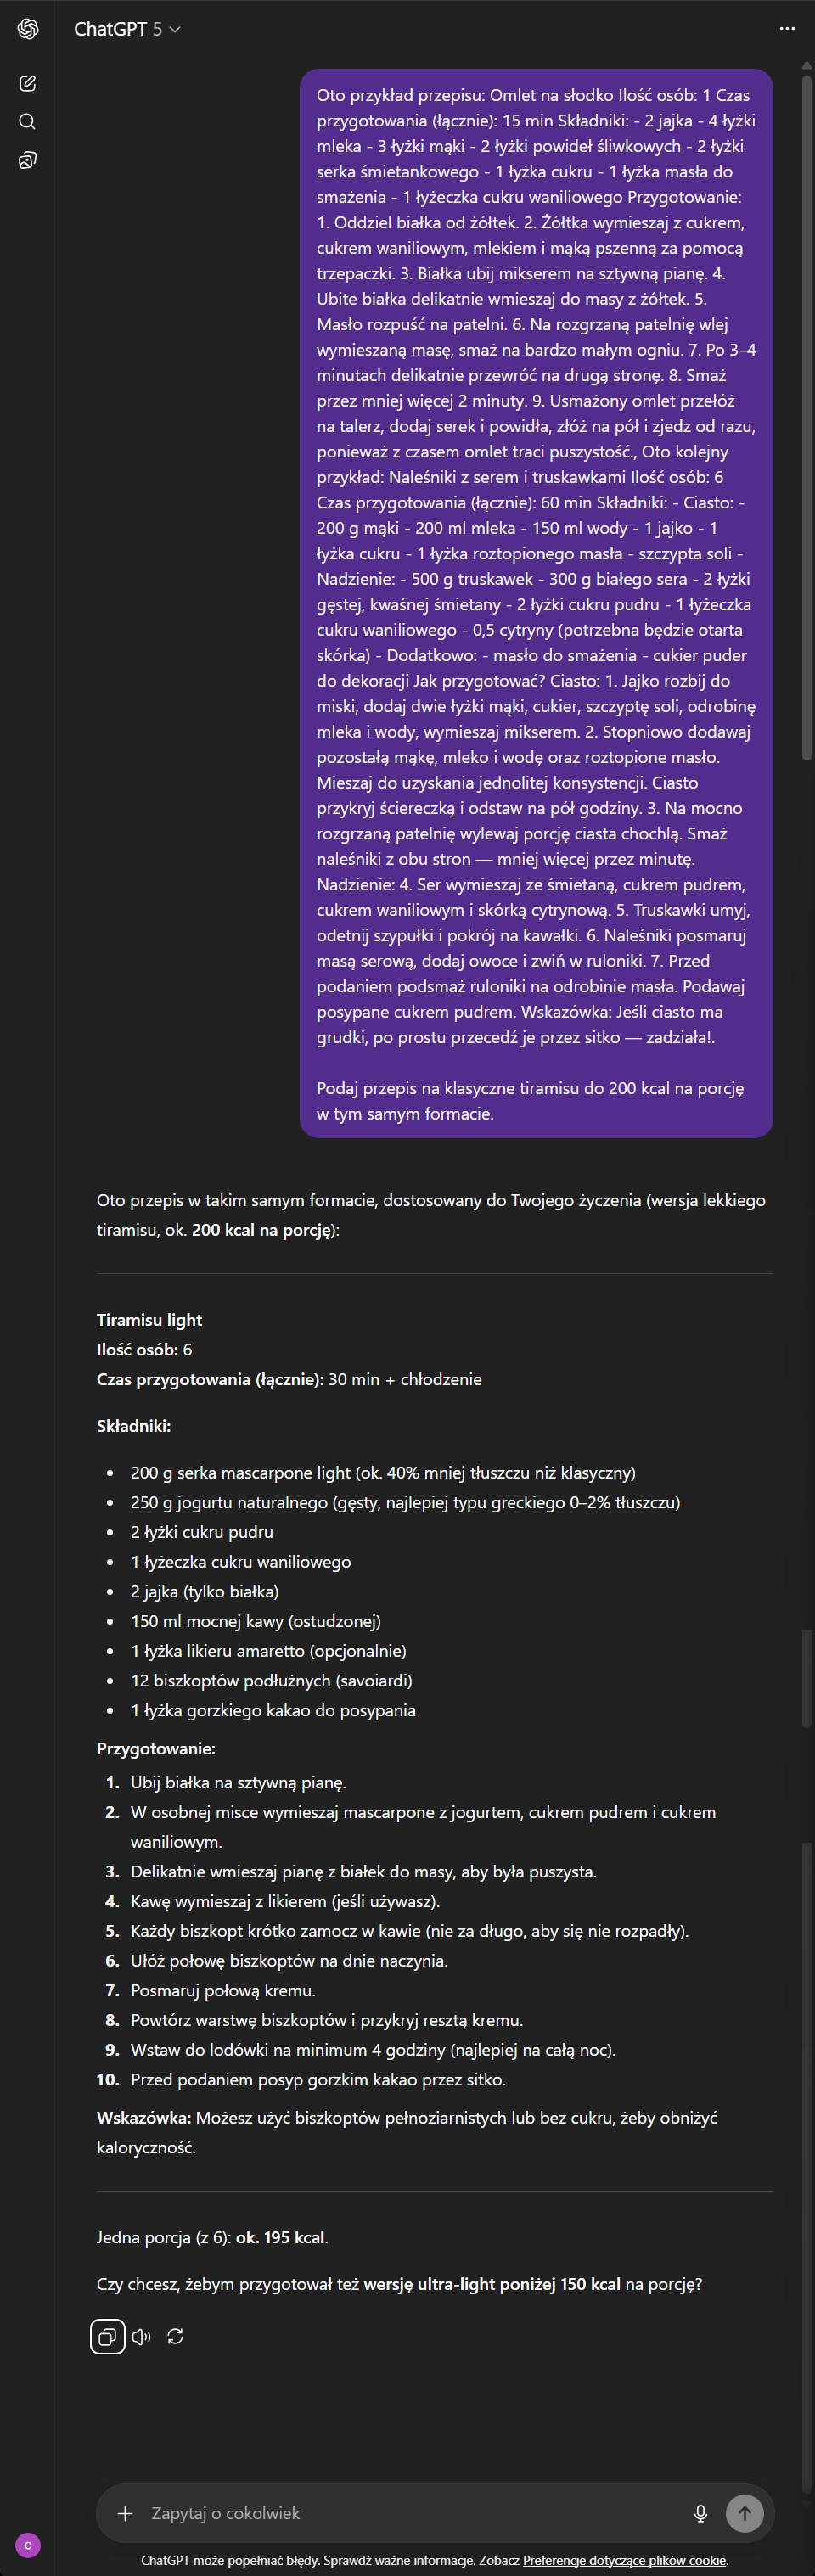 ChatGPT 5
Oto przykład przepisu: Omlet na słodko Ilość osób: 1 Czas
przygotowania (łącznie): 15 min Składniki: - 2 jajka - 4 łyżki
mleka - 3 łyżki mąki - 2 łyżki powideł śliwkowych - 2 łyżki
serka śmietankowego - 1 łyżka cukru - 1 łyżka masła do
smażenia - 1 łyżeczka cukru waniliowego Przygotowanie:
1. Oddziel białka od żółtek. 2. Żółtka wymieszaj z cukrem,
cukrem waniliowym, mlekiem i mąką pszenną za pomocą
trzepaczki. 3. Białka ubij mikserem na sztywną pianę. 4.
Ubite białka delikatnie wmieszaj do masy z żółtek. 5.
Masło rozpuść na patelni. 6. Na rozgrzaną patelnię wlej
wymieszaną masę, smaż na bardzo małym ogniu. 7. Po 3–4
minutach delikatnie przewróć na drugą stronę. 8. Smaż
przez mniej więcej 2 minuty. 9. Usmażony omlet przełóż
na talerz, dodaj serek i powidła, złóż na pół i zjedz od razu,
ponieważ z czasem omlet traci puszystość., Oto kolejny
przykład: Naleśniki z serem i truskawkami Ilość osób: 6
Czas przygotowania (łącznie): 60 min Składniki: - Ciasto: -
200 g mąki - 200 ml mleka - 150 ml wody - 1 jajko - 1
łyżka cukru - 1 łyżka roztopionego masła - szczypta soli -
Nadzienie: - 500 g truskawek - 300 g białego sera - 2 łyżki
gęstej, kwaśnej śmietany - 2 łyżki cukru pudru - 1 łyżeczka
cukru waniliowego - 0,5 cytryny (potrzebna będzie otarta
skórka) - Dodatkowo: - masło do smażenia - cukier puder
do dekoracji Jak przygotować? Ciasto: 1. Jajko rozbij do
miski, dodaj dwie łyżki mąki, cukier, szczyptę soli, odrobinę
mleka i wody, wymieszaj mikserem. 2. Stopniowo dodawaj
pozostałą mąkę, mleko i wodę oraz roztopione masło.
Mieszaj do uzyskania jednolitej konsystencji. Ciasto
przykryj ściereczką i odstaw na pół godziny. 3. Na mocno
rozgrzaną patelnię wylewaj porcję ciasta chochlą. Smaż
naleśniki z obu stron — mniej więcej przez minutę.
Nadzienie: 4. Ser wymieszaj ze śmietaną, cukrem pudrem,
cukrem waniliowym i skórką cytrynową. 5. Truskawki umyj,
odetnij szypułki i pokrój na kawałki. 6. Naleśniki posmaruj
masą serową, dodaj owoce i zwiń w ruloniki. 7. Przed
podaniem podsmaż ruloniki na odrobinie masła. Podawaj
posypane cukrem pudrem. Wskazówka: Jeśli ciasto ma
grudki, po prostu przecedź je przez sitko — zadziała!.
Podaj przepis na klasyczne tiramisu do 200 kcal na porcję
w tym samym formacie.
Oto przepis w takim samym formacie, dostosowany do Twojego życzenia (wersja lekkiego
tiramisu, ok. 200 kcal na porcję):
Tiramisu light
Ilość osób: 6
Czas przygotowania (łącznie): 30 min + chłodzenie
Składniki:
• 200 g serka mascarpone light (ok. 40% mniej tłuszczu niż klasyczny)
• 250 g jogurtu naturalnego (gęsty, najlepiej typu greckiego 0–2% tłuszczu)
• 2 łyżki cukru pudru
• 1 łyżeczka cukru waniliowego
• 2 jajka (tylko białka)
• 150 ml mocnej kawy (ostudzonej)
• 1 łyżka likieru amaretto (opcjonalnie)
• 12 biszkoptów podłużnych (savoiardi)
• 1 łyżka gorzkiego kakao do posypania
Przygotowanie:
1. Ubij białka na sztywną pianę.
2. W osobnej misce wymieszaj mascarpone z jogurtem, cukrem pudrem i cukrem
waniliowym.
3. Delikatnie wmieszaj pianę z białek do masy, aby była puszysta.
4. Kawę wymieszaj z likierem (jeśli używasz).
5. Każdy biszkopt krótko zamocz w kawie (nie za długo, aby się nie rozpadły).
6. Ułóż połowę biszkoptów na dnie naczynia.
7. Posmaruj połową kremu.
8. Powtórz warstwę biszkoptów i przykryj resztą kremu.
9. Wstaw do lodówki na minimum 4 godziny (najlepiej na całą noc).
10. Przed podaniem posyp gorzkim kakao przez sitko.
Wskazówka: Możesz użyć biszkoptów pełnoziarnistych lub bez cukru, żeby obniżyć
kaloryczność.
Jedna porcja (z 6): ok. 195 kcal.
Czy chcesz, żebym przygotował też wersję ultra-light poniżej 150 kcal na porcję?
Zapytaj o cokolwiek
C
ChatGPT może popełniać błędy. Sprawdź ważne informacje. Zobacz Preferencje dotyczące plików cookie.